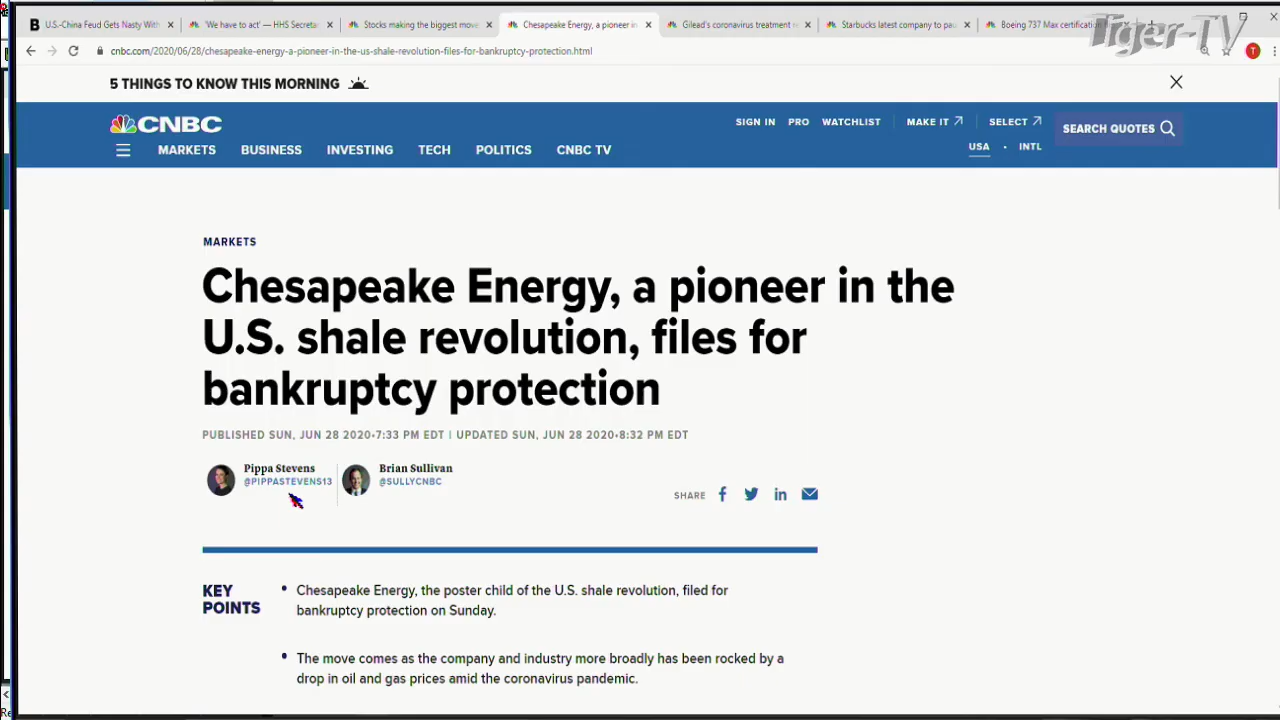 U.S.-China Feud Gets Nasty With
'We have to act' — HHS Secreta
Stocks making the biggest move
Chesapeake Energy, a pioneer in
Gilead's coronavirus treatment r
Starbucks latest company to pau
Boeing 737 Max certification
Tiger-TV
cnbc.com/2020/06/28/chesapeake-energy-a-pioneer-in-the-us-shale-revolution-files-for-bankruptcy-protection.html
T
5 THINGS TO KNOW THIS MORNING
CNBC
SIGN IN PRO WATCHLIST MAKE IT SELECT
SEARCH QUOTES
MARKETS BUSINESS INVESTING TECH POLITICS CNBC TV
USA • INTL
MARKETS
Chesapeake Energy, a pioneer in the
U.S. shale revolution, files for
bankruptcy protection
PUBLISHED SUN, JUN 28 2020•7:33 PM EDT | UPDATED SUN, JUN 28 2020•8:32 PM EDT
Pippa Stevens
@PIPPASTEVENS13
Brian Sullivan
@SULLYCNBC
SHARE
KEY
POINTS
• Chesapeake Energy, the poster child of the U.S. shale revolution, filed for
bankruptcy protection on Sunday.
• The move comes as the company and industry more broadly has been rocked by a
drop in oil and gas prices amid the coronavirus pandemic.